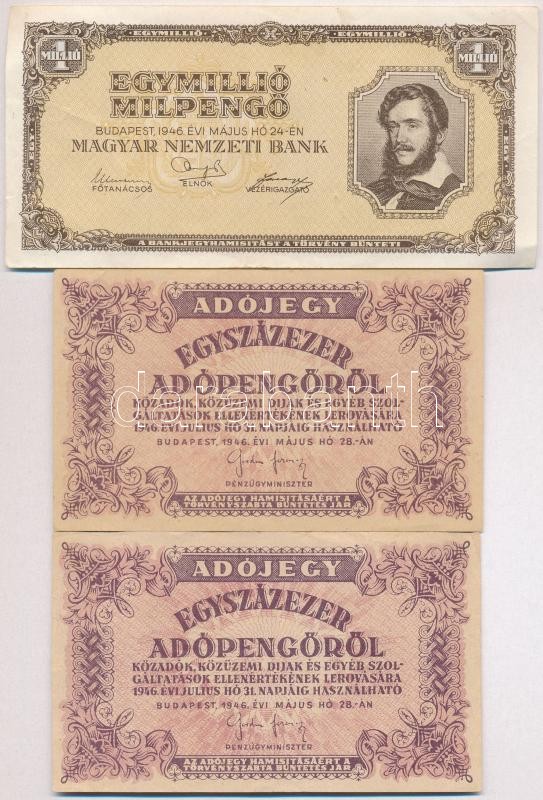 EGYMILLIÓ EGYMILLIÓ
1 MILLIÓ 1 MILLIÓ
EGYMILLIÓ
MILPENGŐ
BUDAPEST, 1946. ÉVI MÁJUS HÓ 24-ÉN
MAGYAR NEMZETI BANK
FŐTANÁCSOS ELNÖK VEZÉRIGAZGATÓ
A BANKJEGYHAMISITÁST A TÖRVÉNY BÜNTETI
ADÓJEGY
EGYSZÁZEZER
ADÓPENGŐRŐL
KÖZADÓK, KÖZÜZEMI DIJAK ÉS EGYÉB SZOL-
GÁLTATÁSOK ELLENÉRTÉKÉNEK LEROVÁSÁRA
1946. ÉVI JULIUS HÓ 31. NAPJÁIG HASZNÁLHATÓ
BUDAPEST, 1946. ÉVI MÁJUS HÓ 28.-ÁN
PÉNZÜGYMINISZTER
AZ ADÓJEGY HAMISITÁSÁÉRT A
TÖRVÉNYSZABTA BÜNTETÉS JÁR
ADÓJEGY
EGYSZÁZEZER
ADÓPENGŐRŐL
KÖZADÓK, KÖZÜZEMI DIJAK ÉS EGYÉB SZOL-
GÁLTATÁSOK ELLENÉRTÉKÉNEK LEROVÁSÁRA
1946. ÉVI JULIUS HÓ 31. NAPJÁIG HASZNÁLHATÓ
BUDAPEST, 1946. ÉVI MÁJUS HÓ 28.-ÁN
PÉNZÜGYMINISZTER
AZ ADÓJEGY HAMISITÁSÁÉRT A
TÖRVÉNYSZABTA BÜNTETÉS JÁR